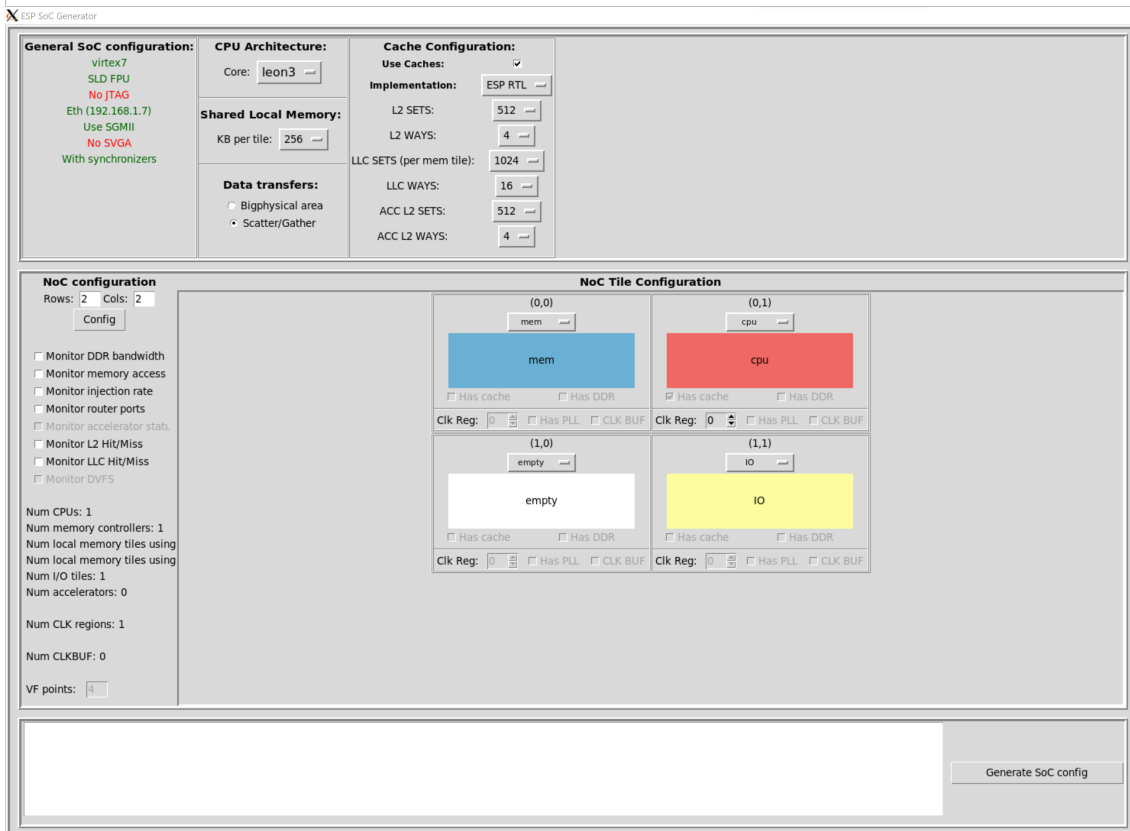 ESP SoC Generator
General SoC configuration:
virtex7
SLD FPU
No JTAG
Eth (192.168.1.7)
Use SGMII
No SVGA
With synchronizers
CPU Architecture:
Core: leon3
Shared Local Memory:
KB per tile: 256
Data transfers:
Bigphysical area
Scatter/Gather
Cache Configuration:
Use Caches:
Implementation: ESP RTL
L2 SETS: 512
L2 WAYS: 4
LLC SETS (per mem tile): 1024
LLC WAYS: 16
ACC L2 SETS: 512
ACC L2 WAYS: 4
NoC configuration
Rows: 2 Cols: 2
Config
Monitor DDR bandwidth
Monitor memory access
Monitor injection rate
Monitor router ports
Monitor accelerator statu
Monitor L2 Hit/Miss
Monitor LLC Hit/Miss
Monitor DVFS
Num CPUs: 1
Num memory controllers: 1
Num local memory tiles using
Num local memory tiles using
Num I/O tiles: 1
Num accelerators: 0
Num CLK regions: 1
Num CLKBUF: 0
VF points: 4
NoC Tile Configuration
(0,0)
mem
mem
Has cache Has DDR
Clk Reg: 0 Has PLL CLK BUF
(0,1)
cpu
cpu
Has cache Has DDR
Clk Reg: 0 Has PLL CLK BUF
(1,0)
empty
empty
Has cache Has DDR
Clk Reg: 0 Has PLL CLK BUF
(1,1)
IO
IO
Has cache Has DDR
Clk Reg: 0 Has PLL CLK BUF
Generate SoC config